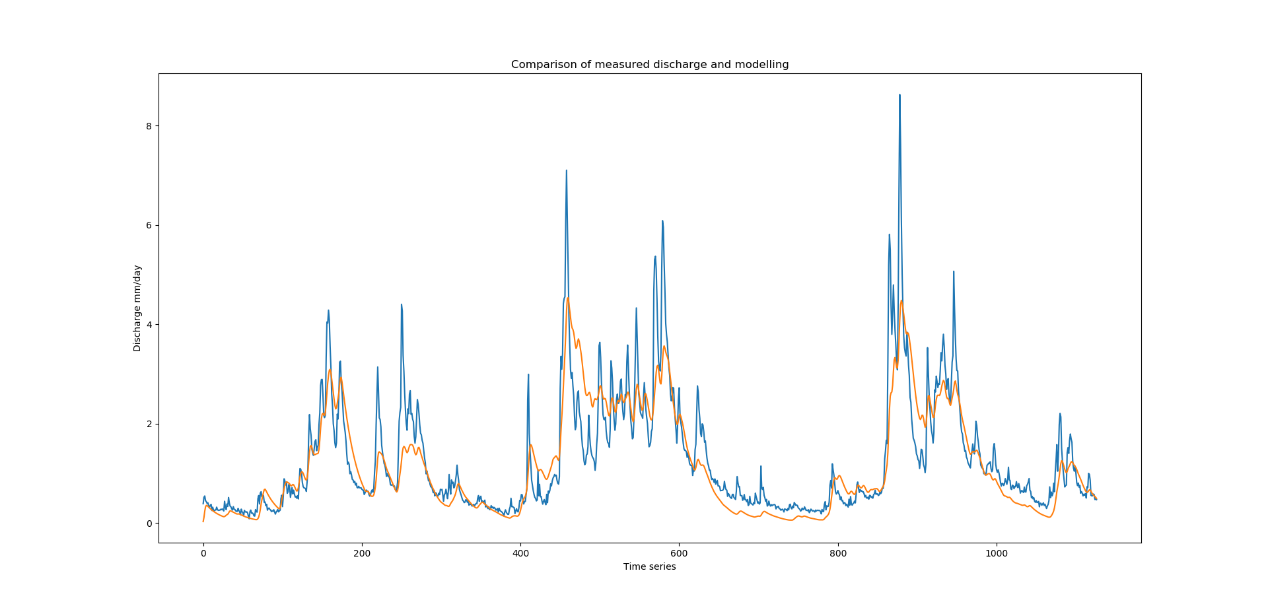 Comparison of measured discharge and modelling
8
6
4
2
0
Discharge mm/day
0 200 400 600 800 1000
Time series